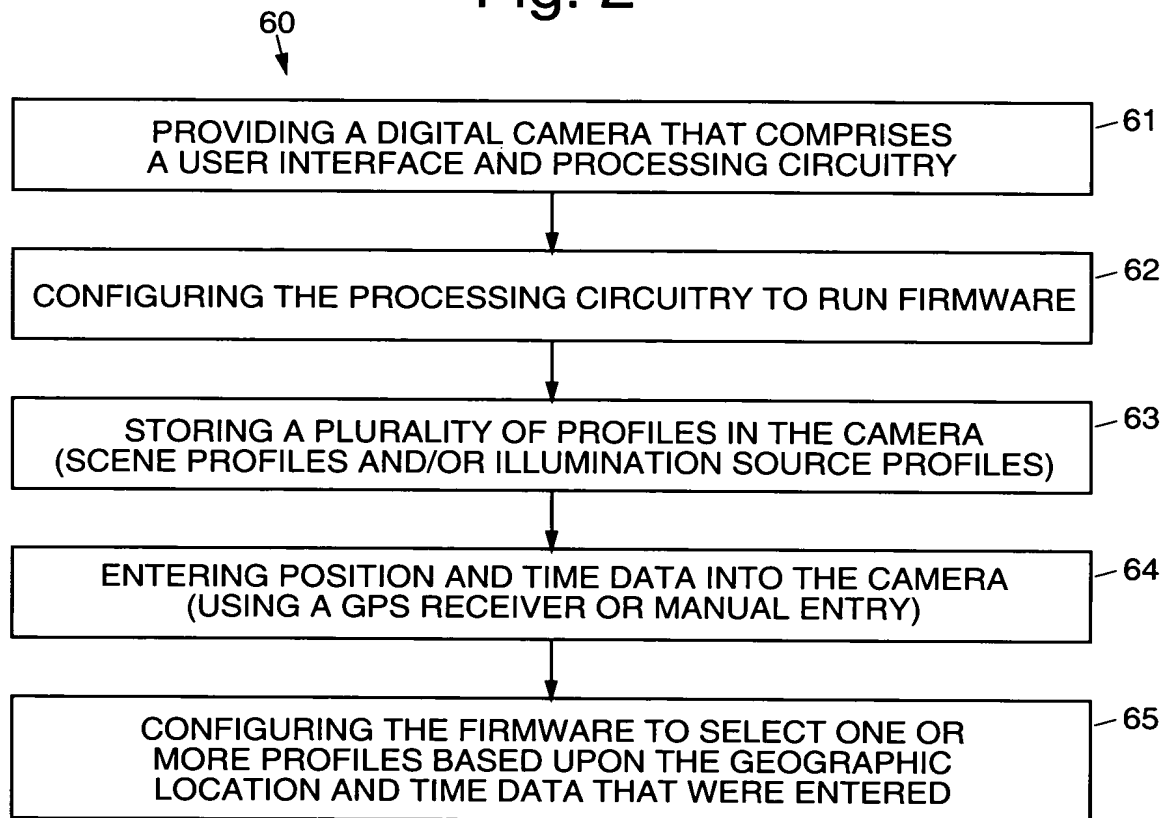 Fig. 2
60
PROVIDING A DIGITAL CAMERA THAT COMPRISES
A USER INTERFACE AND PROCESSING CIRCUITRY
61
CONFIGURING THE PROCESSING CIRCUITRY TO RUN FIRMWARE
62
STORING A PLURALITY OF PROFILES IN THE CAMERA
(SCENE PROFILES AND/OR ILLUMINATION SOURCE PROFILES)
63
ENTERING POSITION AND TIME DATA INTO THE CAMERA
(USING A GPS RECEIVER OR MANUAL ENTRY)
64
CONFIGURING THE FIRMWARE TO SELECT ONE OR
MORE PROFILES BASED UPON THE GEOGRAPHIC
LOCATION AND TIME DATA THAT WERE ENTERED
65